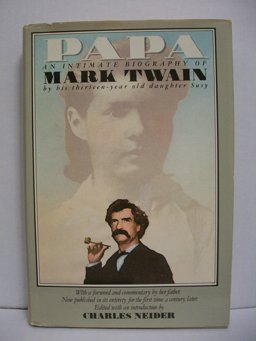 PAPA
AN INTIMATE BIOGRAPHY OF
MARK TWAIN
by his thirteen-year old daughter Susy
With a foreword and commentary by her father
Now published in its entirety for the first time a century later
Edited with an introduction by
CHARLES NEIDER